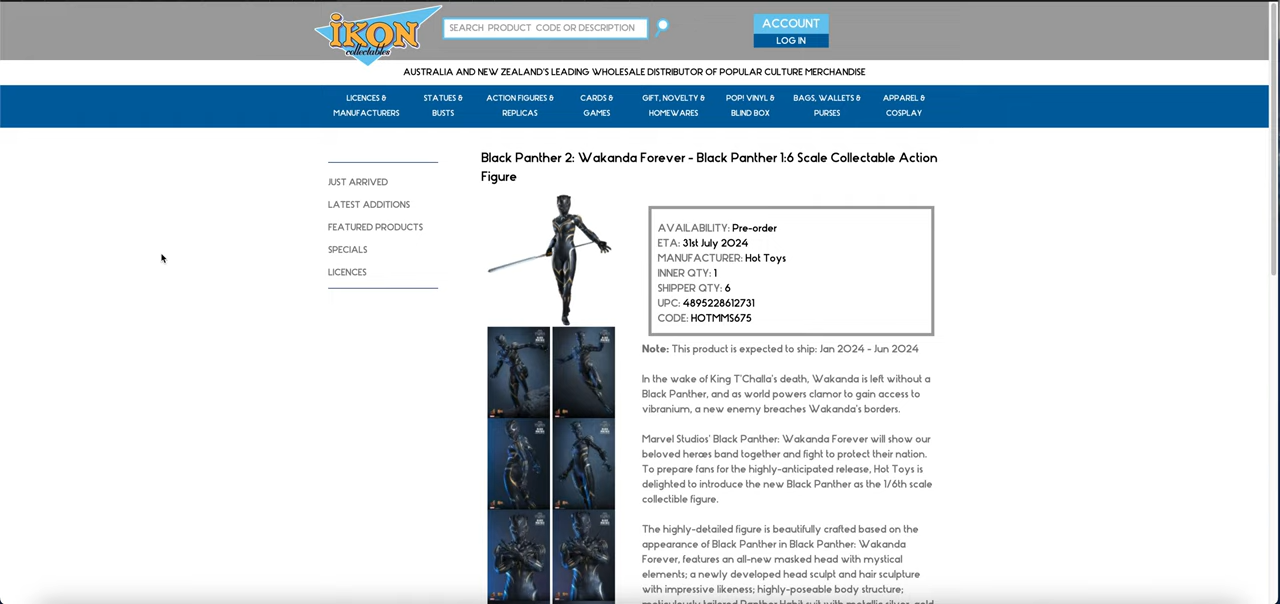 iKON
collectables
SEARCH PRODUCT CODE OR DESCRIPTION
ACCOUNT
LOG IN
AUSTRALIA AND NEW ZEALAND'S LEADING WHOLESALE DISTRIBUTOR OF POPULAR CULTURE MERCHANDISE
LICENCES &
MANUFACTURERS
STATUES &
BUSTS
ACTION FIGURES &
REPLICAS
CARDS &
GAMES
GIFT, NOVELTY &
HOMEWARES
POP! VINYL &
BLIND BOX
BAGS, WALLETS &
PURSES
APPAREL &
COSPLAY
JUST ARRIVED
LATEST ADDITIONS
FEATURED PRODUCTS
SPECIALS
LICENCES
Black Panther 2: Wakanda Forever - Black Panther 1:6 Scale Collectable Action
Figure
AVAILABILITY: Pre-order
ETA: 31st July 2024
MANUFACTURER: Hot Toys
INNER QTY: 1
SHIPPER QTY: 6
UPC: 4895228612731
CODE: HOTMMS675
Note: This product is expected to ship: Jan 2024 - Jun 2024
In the wake of King T'Challa's death, Wakanda is left without a
Black Panther, and as world powers clamor to gain access to
vibranium, a new enemy breaches Wakanda's borders.
Marvel Studios' Black Panther: Wakanda Forever will show our
beloved heroes band together and fight to protect their nation.
To prepare fans for the highly-anticipated release, Hot Toys is
delighted to introduce the new Black Panther as the 1/6th scale
collectible figure.
The highly-detailed figure is beautifully crafted based on the
appearance of Black Panther in Black Panther: Wakanda
Forever, features an all-new masked head with mystical
elements; a newly developed head sculpt and hair sculpture
with impressive likeness; highly-poseable body structure;
meticulously tailored Panther Habit suit with metallic silver, gold